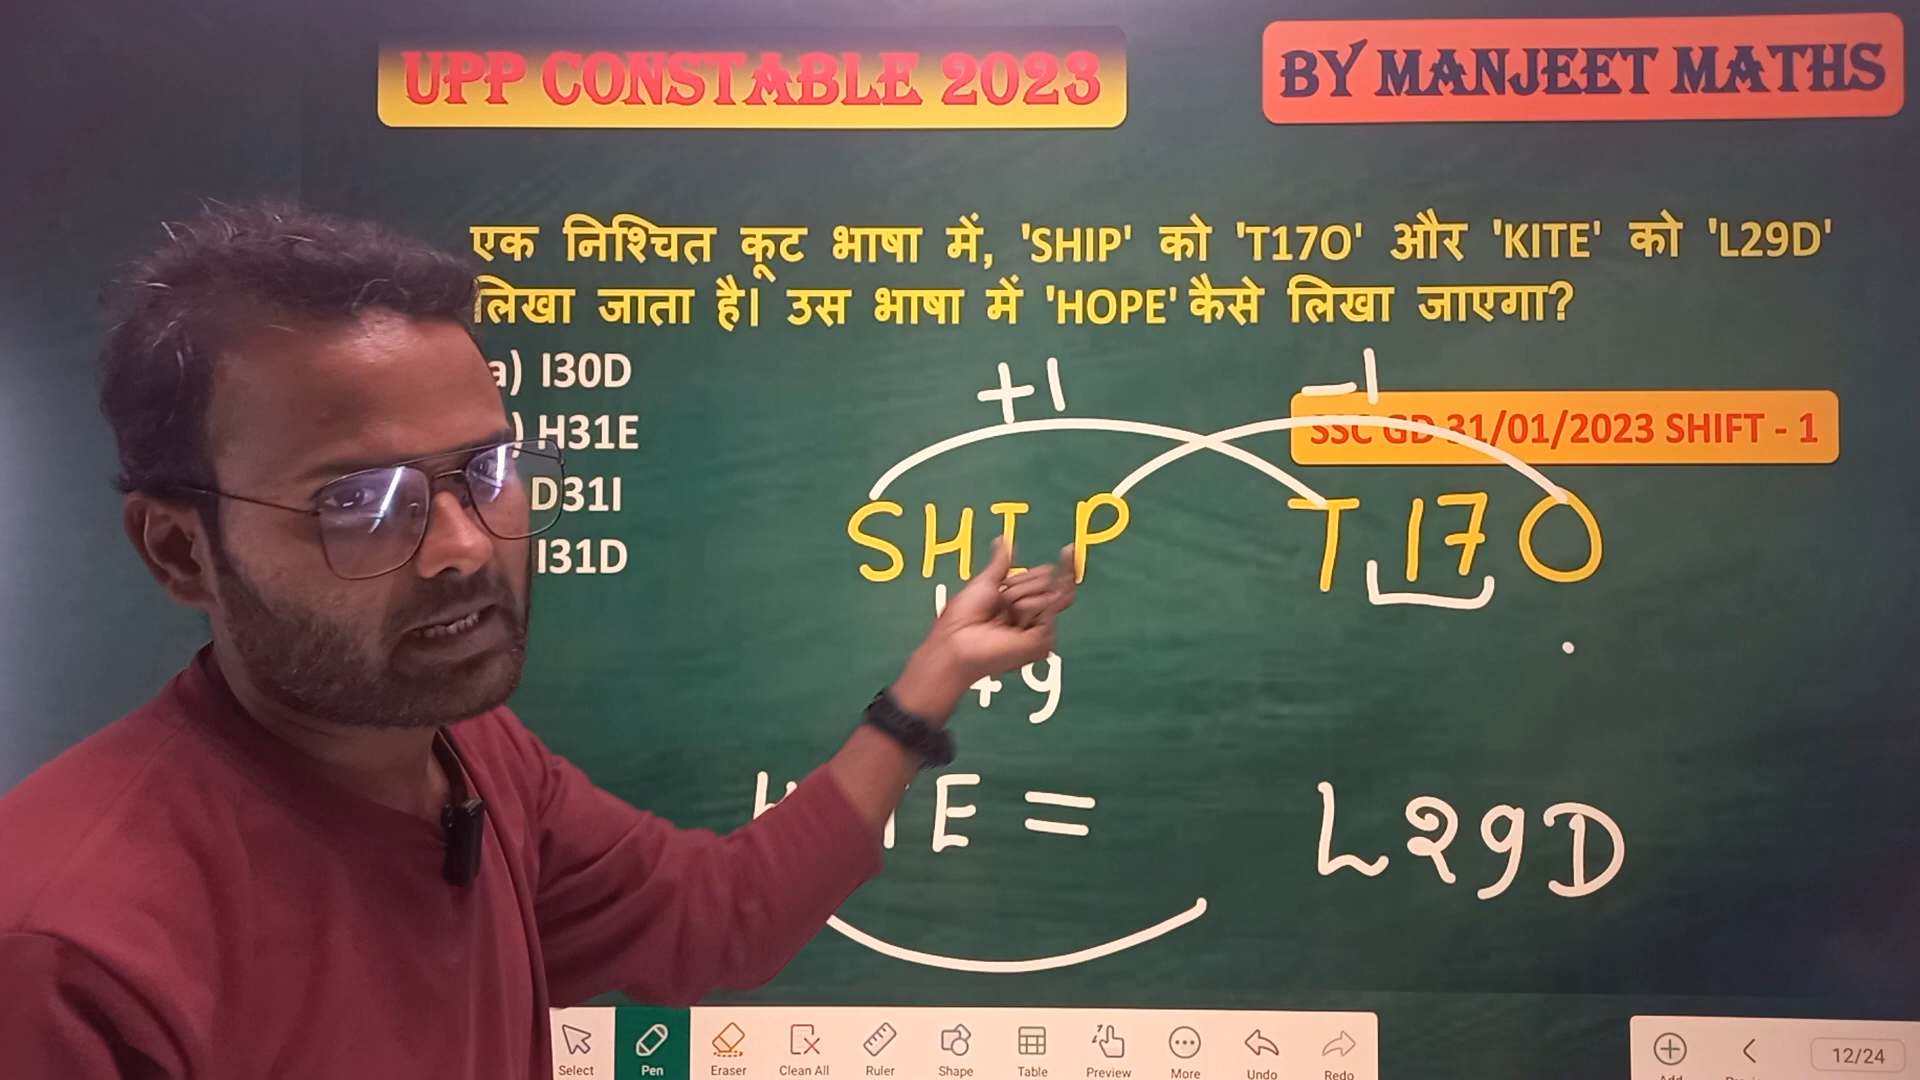 UPP CONSTABLE 2023
BY MANJEET MATHS
एक निश्चित कूट भाषा में, 'SHIP' को 'T17O' और 'KITE' को 'L29D'
लिखा जाता है। उस भाषा में 'HOPE' कैसे लिखा जाएगा?
a) I30D
) H31E
D31I
I31D
+1
-1
SSC GD 31/01/2023 SHIFT - 1
SHIP T17O
+9
E = L29D
Select Pen Eraser Clean All Ruler Shape Table Preview More Undo Redo
Add
12/24